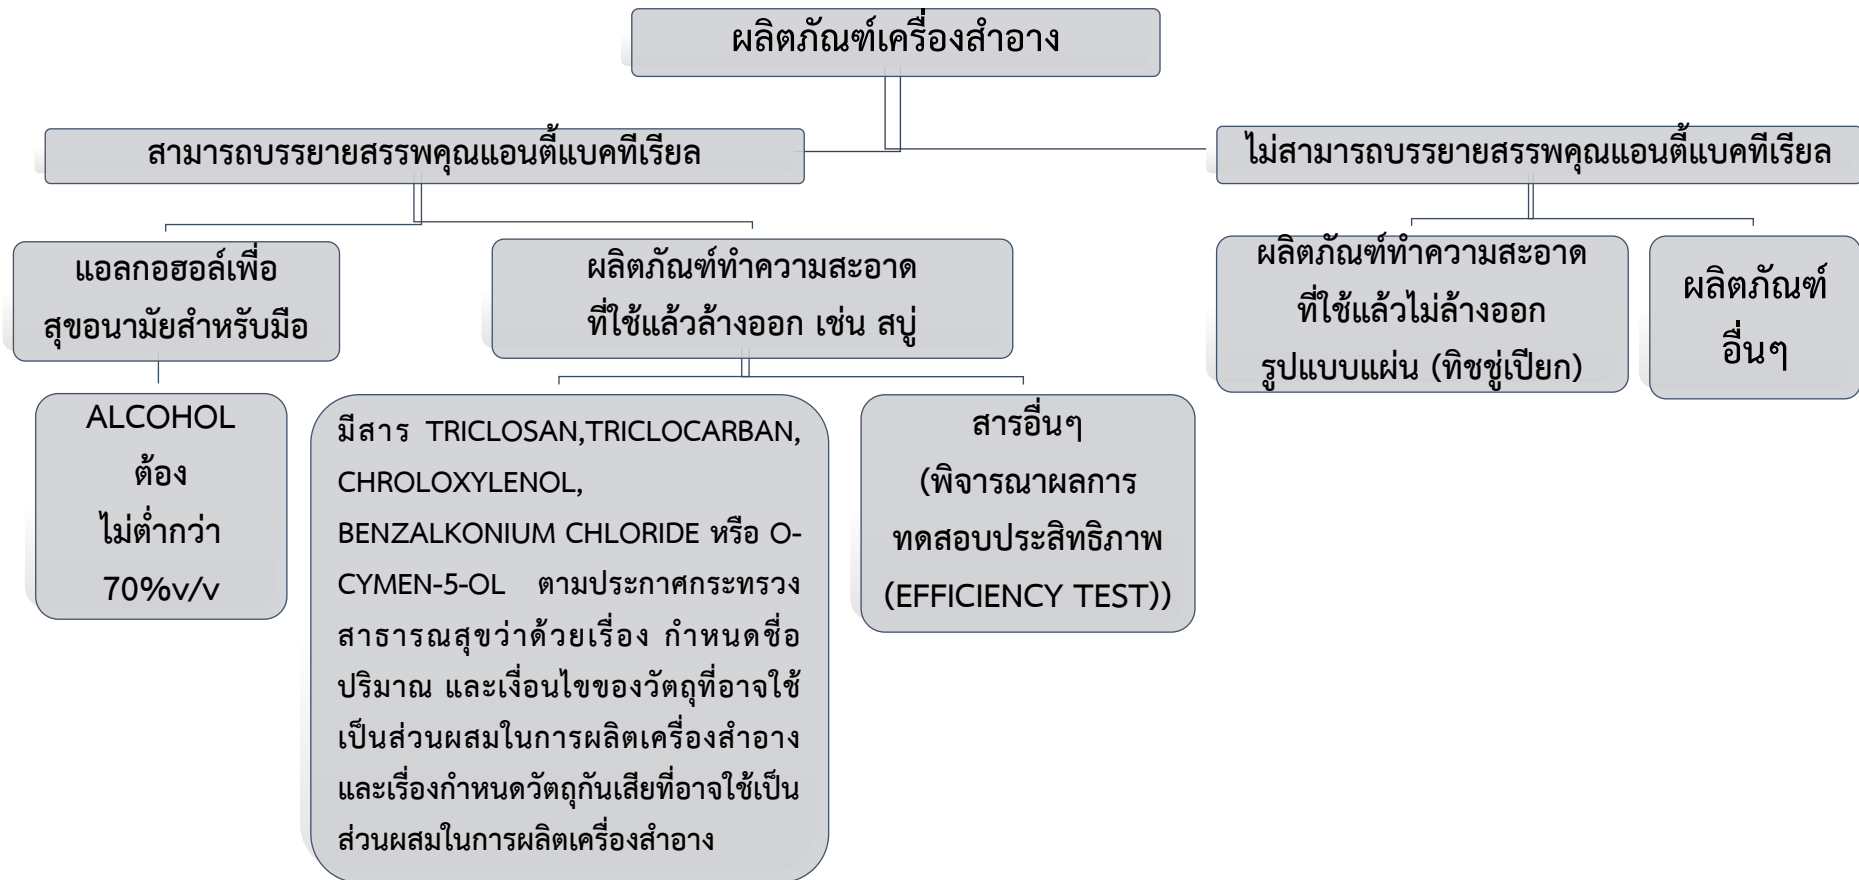 ผลิตภัณฑ์เครื่องสำอาง
สามารถบรรยายสรรพคุณแอนตี้แบคทีเรียล
ไม่สามารถบรรยายสรรพคุณแอนตี้แบคทีเรียล
แอลกอฮอล์เพื่อ
สุขอนามัยสำหรับมือ
ผลิตภัณฑ์ทำความสะอาด
ที่ใช้แล้วล้างออก เช่น สบู่
ผลิตภัณฑ์ทำความสะอาด
ที่ใช้แล้วไม่ล้างออก
รูปแบบแผ่น (ทิชชู่เปียก)
ผลิตภัณฑ์
อื่นๆ
ALCOHOL
ต้อง
ไม่ต่ำกว่า
70%v/v
มีสาร TRICLOSAN,TRICLOCARBAN,
CHROLOXYLENOL,
BENZALKONIUM CHLORIDE หรือ O-
CYMEN-5-OL ตามประกาศกระทรวง
สาธารณสุขว่าด้วยเรื่อง กำหนดชื่อ
ปริมาณ และเงื่อนไขของวัตถุที่อาจใช้
เป็นส่วนผสมในการผลิตเครื่องสำอาง
และเรื่องกำหนดวัตถุกันเสียที่อาจใช้เป็น
ส่วนผสมในการผลิตเครื่องสำอาง
สารอื่นๆ
(พิจารณาผลการ
ทดสอบประสิทธิภาพ
(EFFICIENCY TEST))